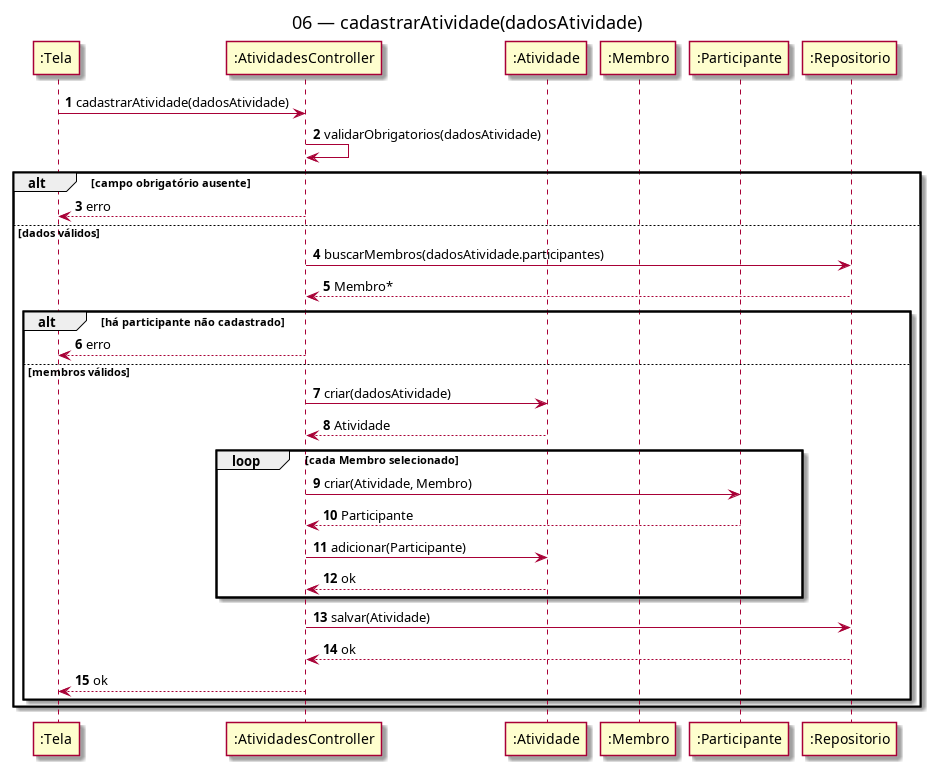 06 — cadastrarAtividade(dadosAtividade)
:Tela :AtividadesController :Atividade :Membro :Participante :Repositorio
1 cadastrarAtividade(dadosAtividade)
2 validarObrigatorios(dadosAtividade)
alt [campo obrigatório ausente]
3 erro
[dados válidos]
4 buscarMembros(dadosAtividade.participantes)
5 Membro*
alt [há participante não cadastrado]
6 erro
[membros válidos]
7 criar(dadosAtividade)
8 Atividade
loop [cada Membro selecionado]
9 criar(Atividade, Membro)
10 Participante
11 adicionar(Participante)
12 ok
13 salvar(Atividade)
14 ok
15 ok
:Tela :AtividadesController :Atividade :Membro :Participante :Repositorio